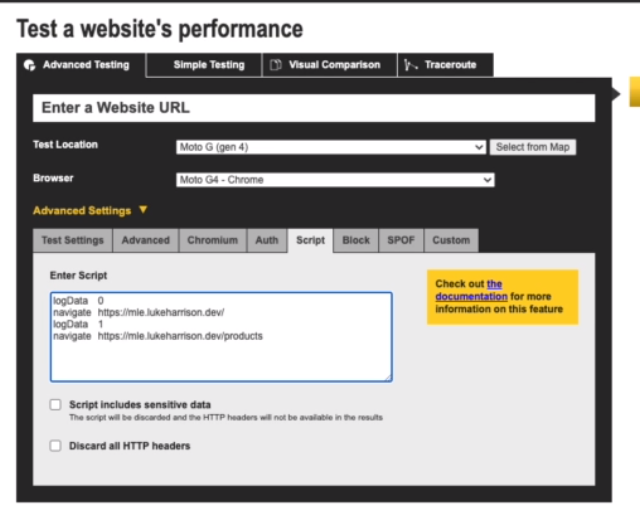 Test a website's performance
Advanced Testing
Simple Testing
Visual Comparison
Traceroute
Enter a Website URL
Test Location
Moto G (gen 4)
Select from Map
Browser
Moto G4 - Chrome
Advanced Settings ▼
Test Settings
Advanced
Chromium
Auth
Script
Block
SPOF
Custom
Enter Script
logData 0
navigate https://mle.lukeharrison.dev/
logData 1
navigate https://mle.lukeharrison.dev/products
Check out the
documentation for more
information on this feature
Script includes sensitive data
The script will be discarded and the HTTP headers will not be available in the results
Discard all HTTP headers